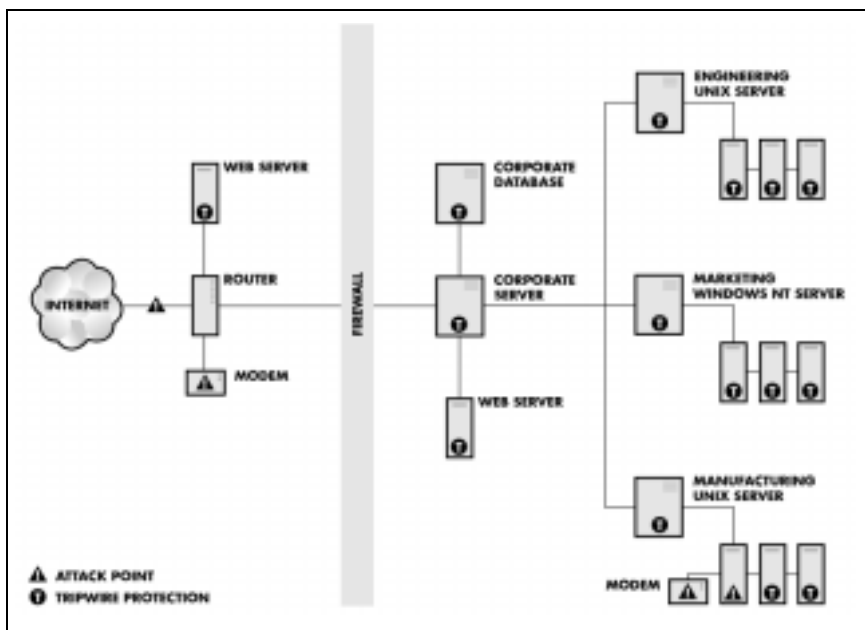 ENGINEERING
UNIX SERVER
WEB SERVER
CORPORATE
DATABASE
INTERNET
ROUTER
FIREWALL
CORPORATE
SERVER
MARKETING
WINDOWS NT SERVER
MODEM
WEB SERVER
MANUFACTURING
UNIX SERVER
ATTACK POINT
TRIPWIRE PROTECTION
MODEM